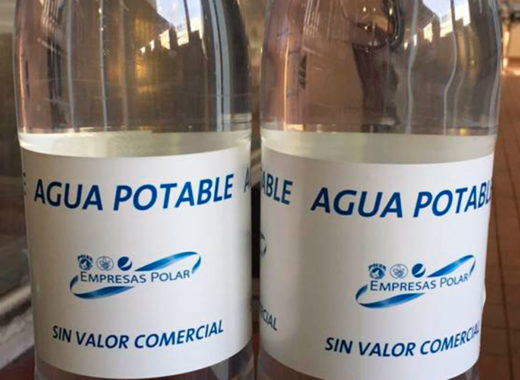 AGUA POTABLE
EMPRESAS POLAR
SIN VALOR COMERCIAL
AGUA POTABLE
EMPRESAS POLAR
SIN VALOR COMERCIAL